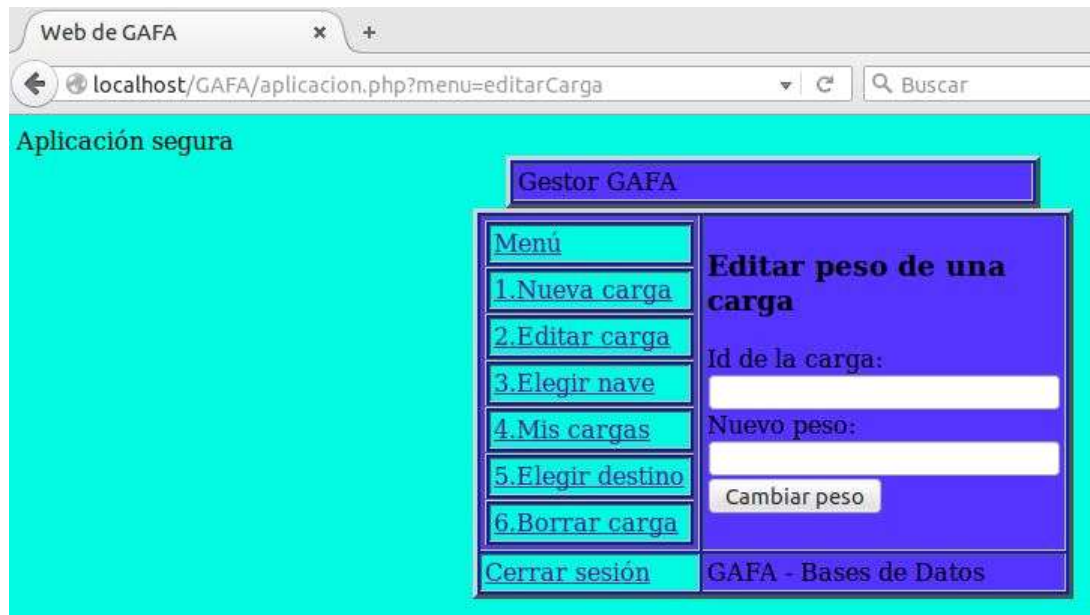 Web de GAFA
localhost/GAFA/aplicacion.php?menu=editarCarga
Buscar
Aplicación segura
Gestor GAFA
Menú
1.Nueva carga
2.Editar carga
3.Elegir nave
4.Mis cargas
5.Elegir destino
6.Borrar carga
Editar peso de una
carga
Id de la carga:
Nuevo peso:
Cambiar peso
Cerrar sesión
GAFA - Bases de Datos